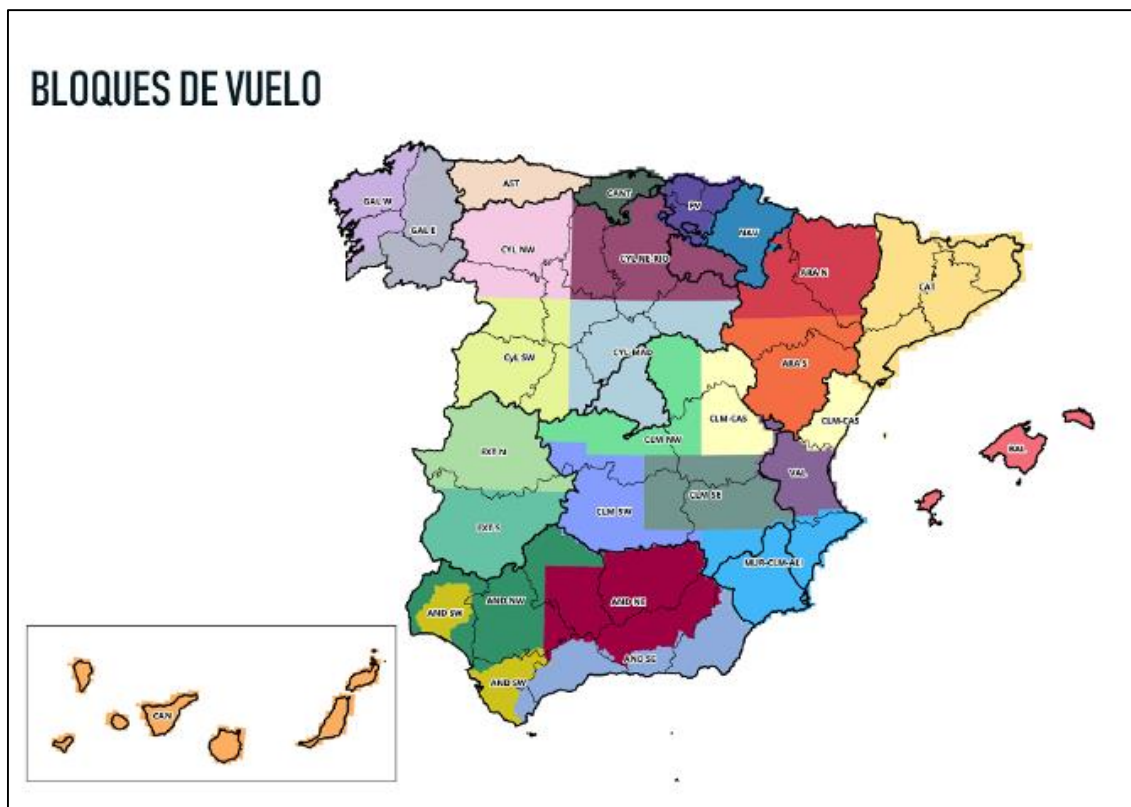 BLOQUES DE VUELO
AST
CANT
PV
GAL W
GAL E
NAV
CYL NW
CYL-NE-RIO
ARA N
CAT
CYL-MAD
CyL SW
ARA S
CLM-CAS
CLM-CAS
CLM NW
BAL
EXT N
VAL
CLM-SE
CLM-SW
EXT S
MUR-CLM-ALI
AND NW
AND NE
AND SW
AND SE
AND SW
CAN